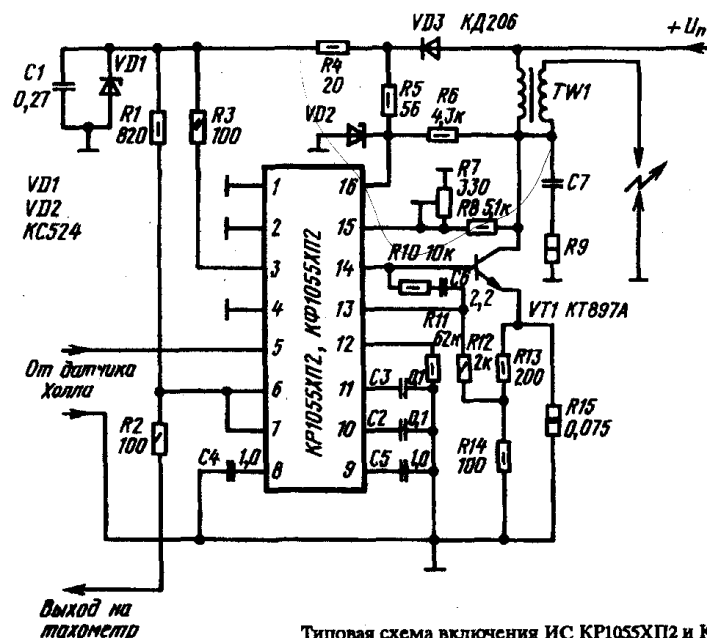 VD3 КД206
+ Uп
C1
0,27
VD1
R1
820
R3
100
R4
20
R5
56
R6
4,3к
TW1
VD2
VD1
VD2
КС524
R7
330
R8 5,1к
C7
R9
R10 10к
C6
2,2
VT1 КТ897А
R11
62к
R12
2к
R13
200
R15
0,075
R14
100
1
2
3
4
5
6
7
8
16
15
14
13
12
11
10
9
КР1055ХП2, КФ1055ХП2
C3
0,1
C2
0,1
C5
1,0
C4
1,0
От датчика
Холла
R2
100
Выход на
тахометр
Типовая схема включения ИС КР1055ХП2 и К